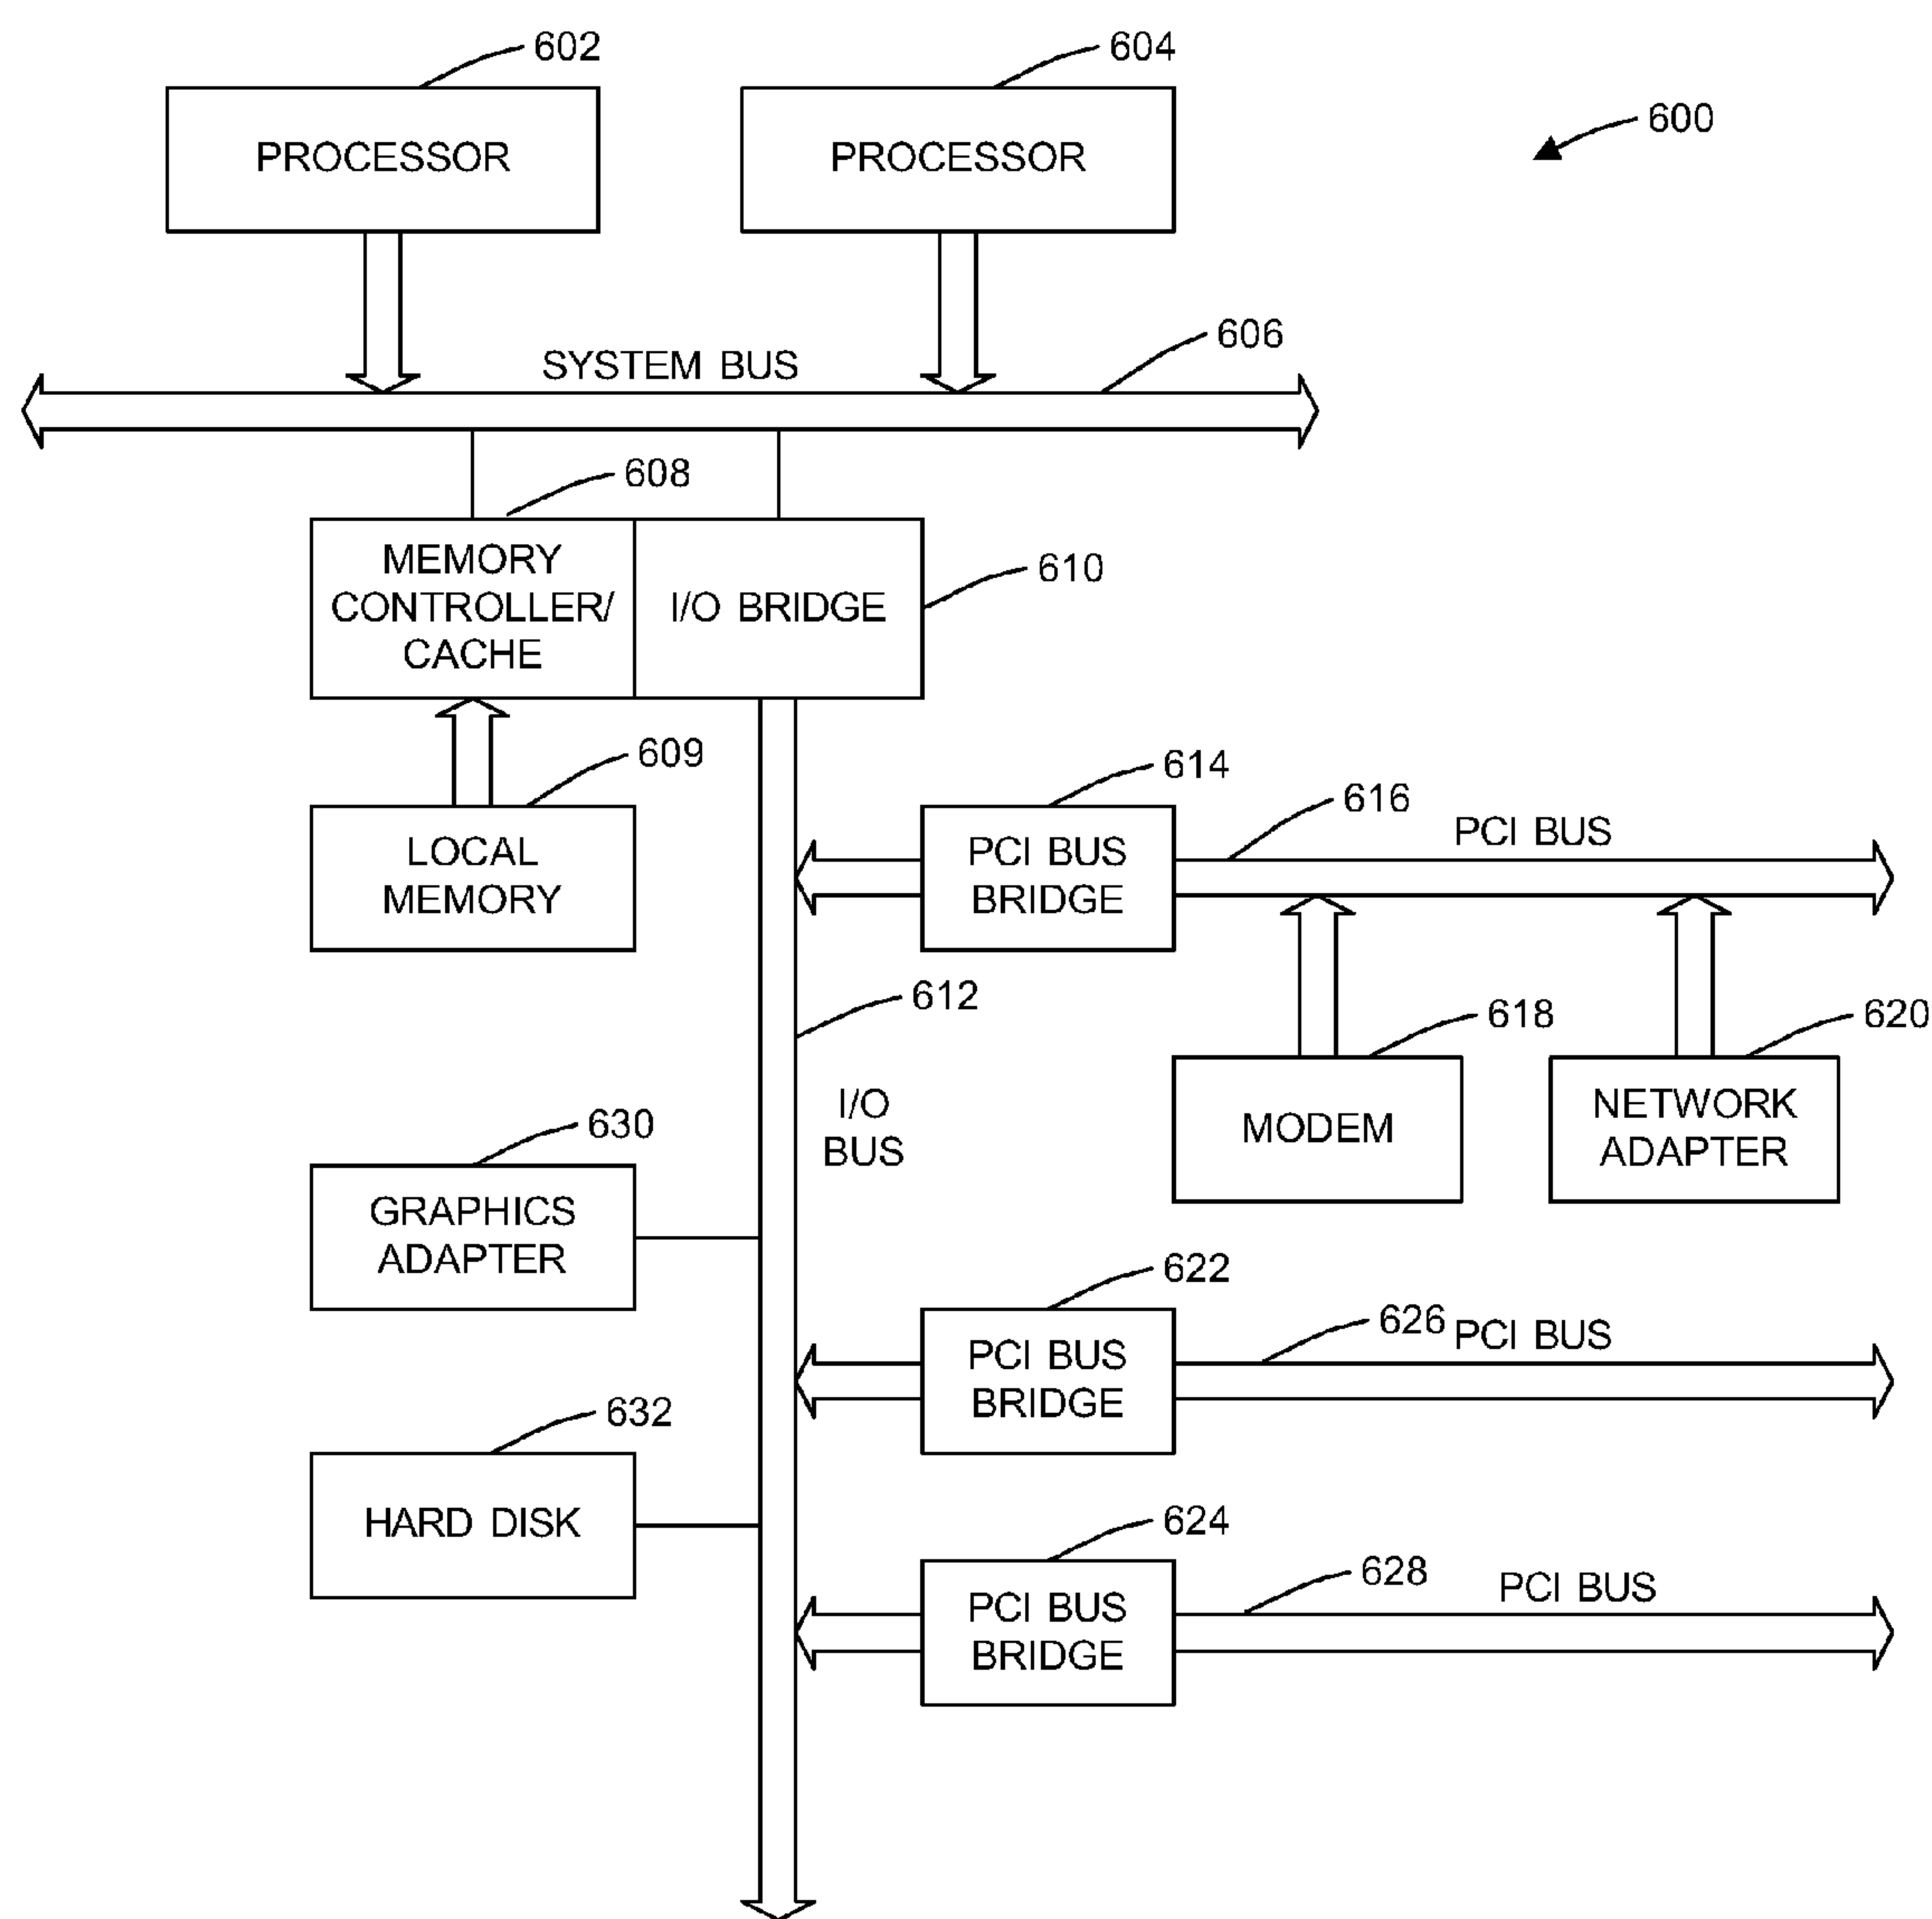 602
604
600
PROCESSOR
PROCESSOR
606
SYSTEM BUS
608
610
MEMORY
CONTROLLER/
CACHE
I/O BRIDGE
609
614
616
PCI BUS
LOCAL
MEMORY
PCI BUS
BRIDGE
612
618
620
I/O
BUS
MODEM
NETWORK
ADAPTER
630
GRAPHICS
ADAPTER
622
626
PCI BUS
PCI BUS
BRIDGE
632
HARD DISK
624
628
PCI BUS
PCI BUS
BRIDGE